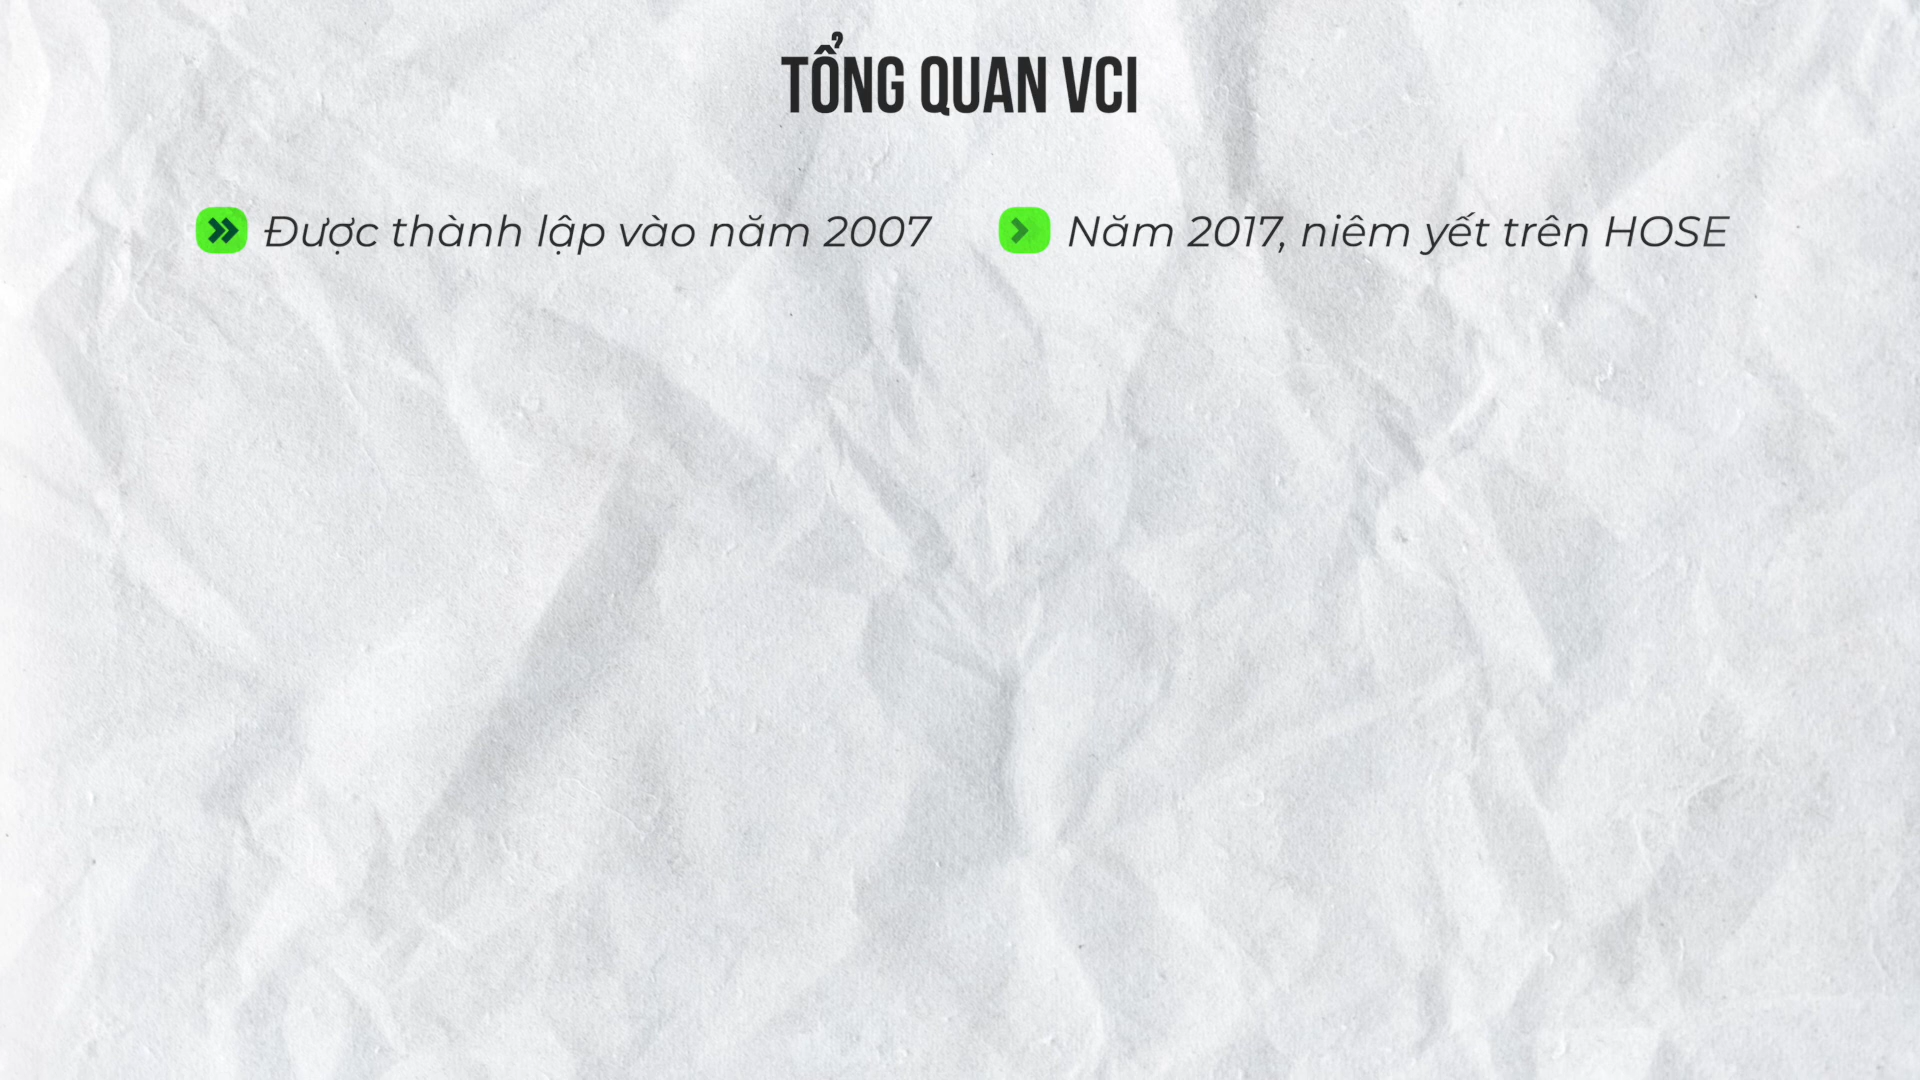 TỔNG QUAN VCI
Được thành lập vào năm 2007
Năm 2017, niêm yết trên HOSE